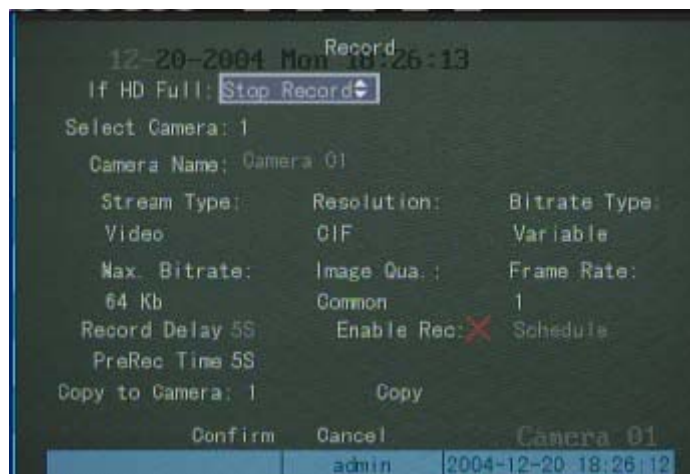 Record
12-20-2004 Mon 18:26:13
If HD Full: Stop Record
Select Camera: 1
Camera Name: Camera 01
Stream Type: Resolution: Bitrate Type:
Video CIF Variable
Max. Bitrate: Image Qua.: Frame Rate:
64 Kb Common 1
Record Delay 5S Enable Rec: Schedule
PreRec Time 5S
Copy to Camera: 1 Copy
Confirm Cancel Camera 01
admin 2004-12-20 18:26:12